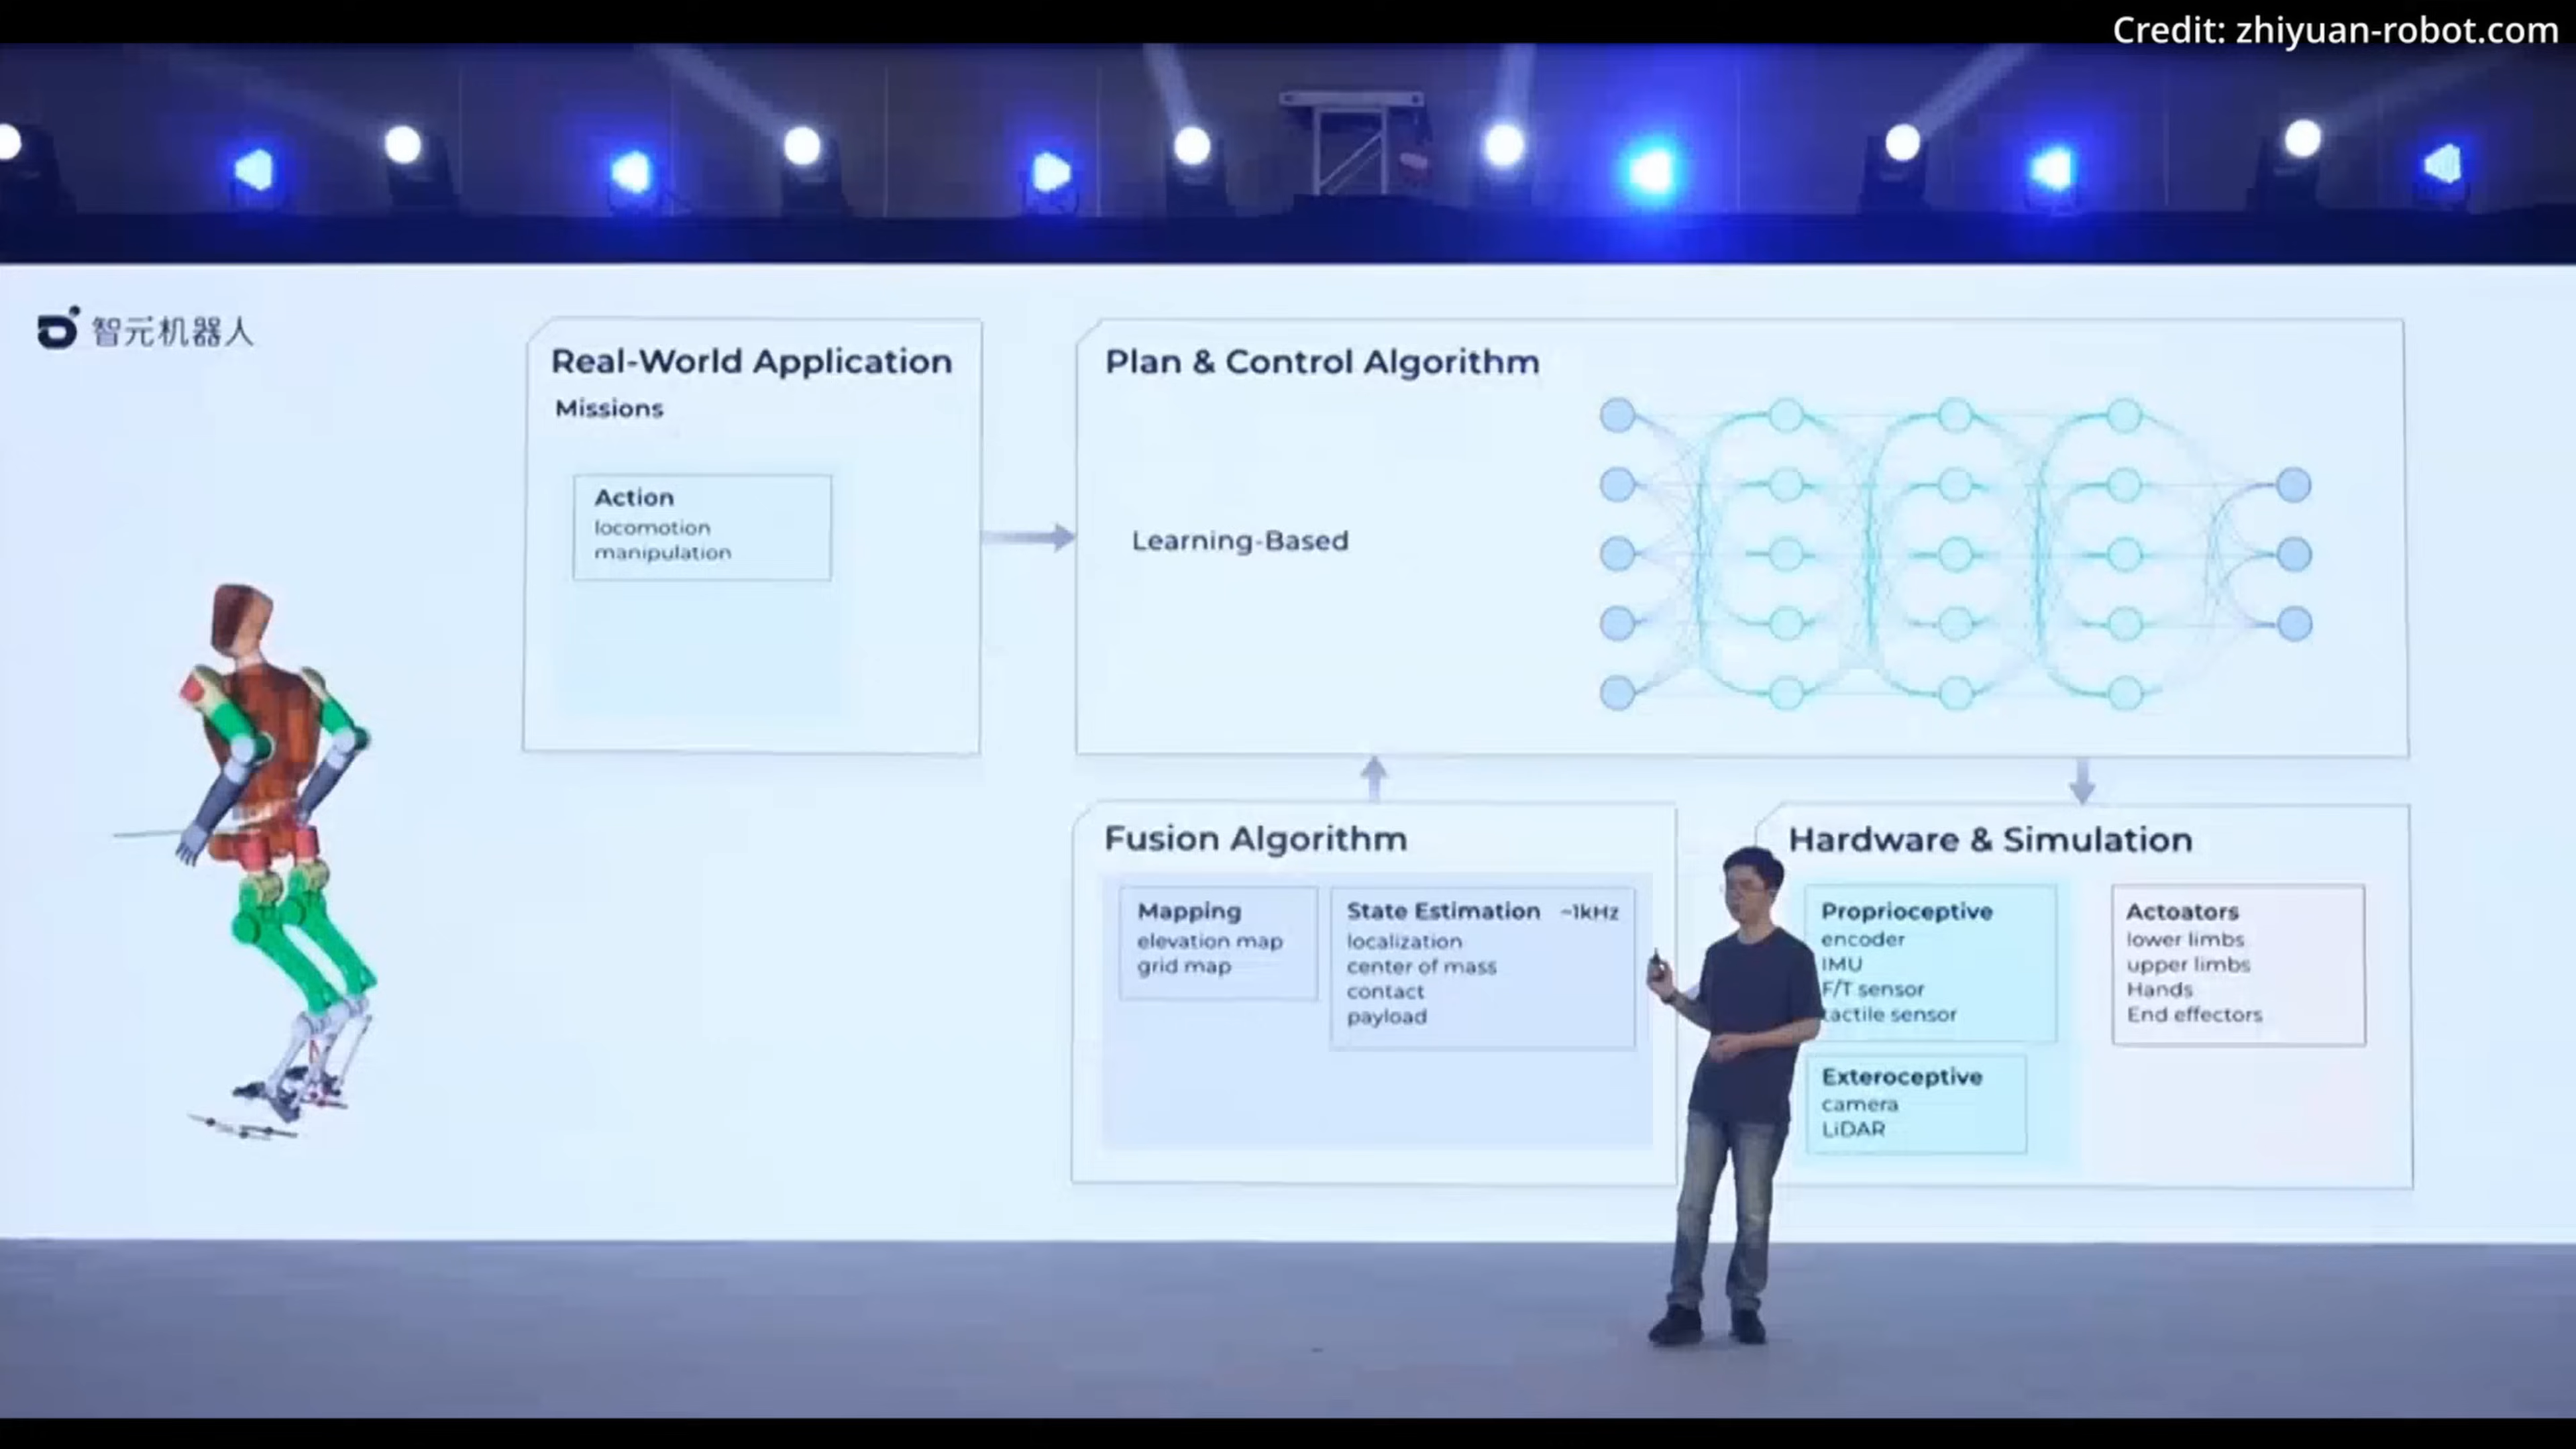 Credit: zhiyuan-robot.com
智元机器人
Real-World Application
Missions
Action
locomotion
manipulation
Plan & Control Algorithm
Learning-Based
Fusion Algorithm
Mapping
elevation map
grid map
State Estimation ~1kHz
localization
center of mass
contact
payload
Hardware & Simulation
Proprioceptive
encoder
IMU
F/T sensor
tactile sensor
Exteroceptive
camera
LiDAR
Actoators
lower limbs
upper limbs
Hands
End effectors